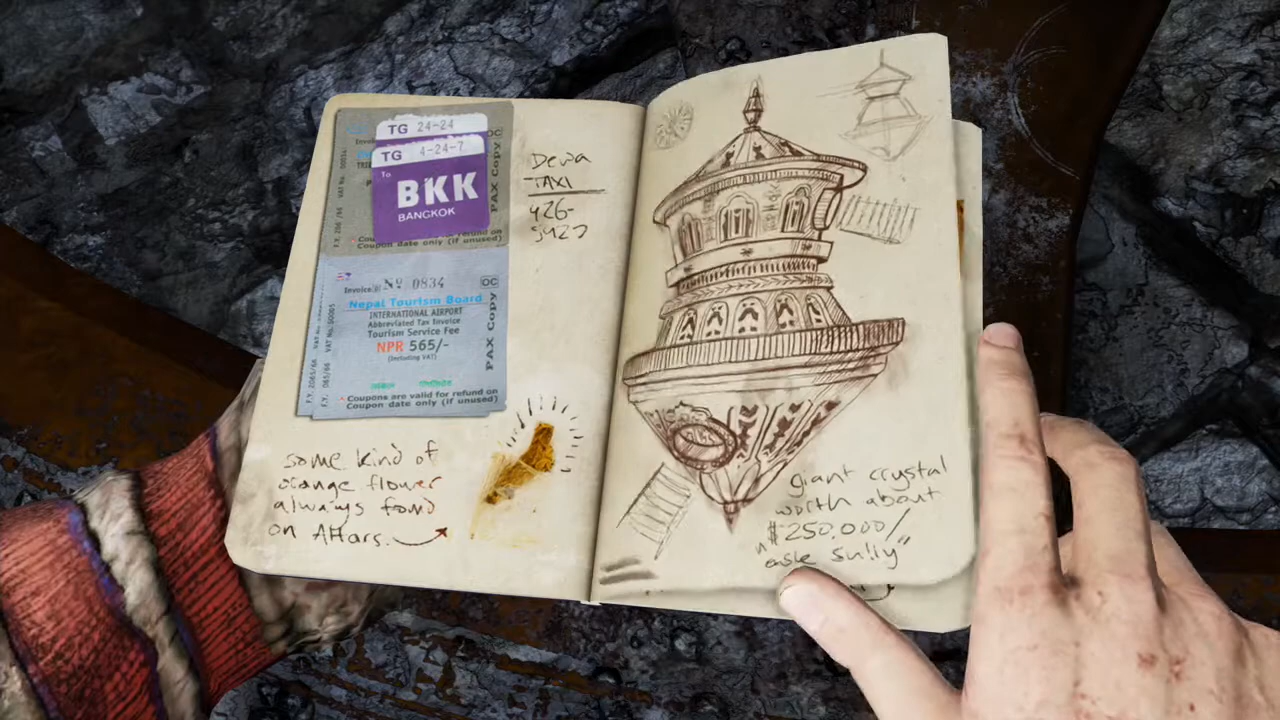 TG 24-24
TG 4-24-7
To
BKK
BANGKOK
PAX Copy
OC
Coupon date only (if unused)
Invoice Nº 0834
OC
Nepal Tourism Board
INTERNATIONAL AIRPORT
Abbreviated Tax Invoice
Tourism Service Fee
NPR 565/-
(Including VAT)
PAX Copy
Coupons are valid for refund on
Coupon date only (if unused)
Dewa
TAXI
426-
5427
some kind of
orange flower
always found
on Altars.
giant crystal
worth about
$250,000/
"ask sully"